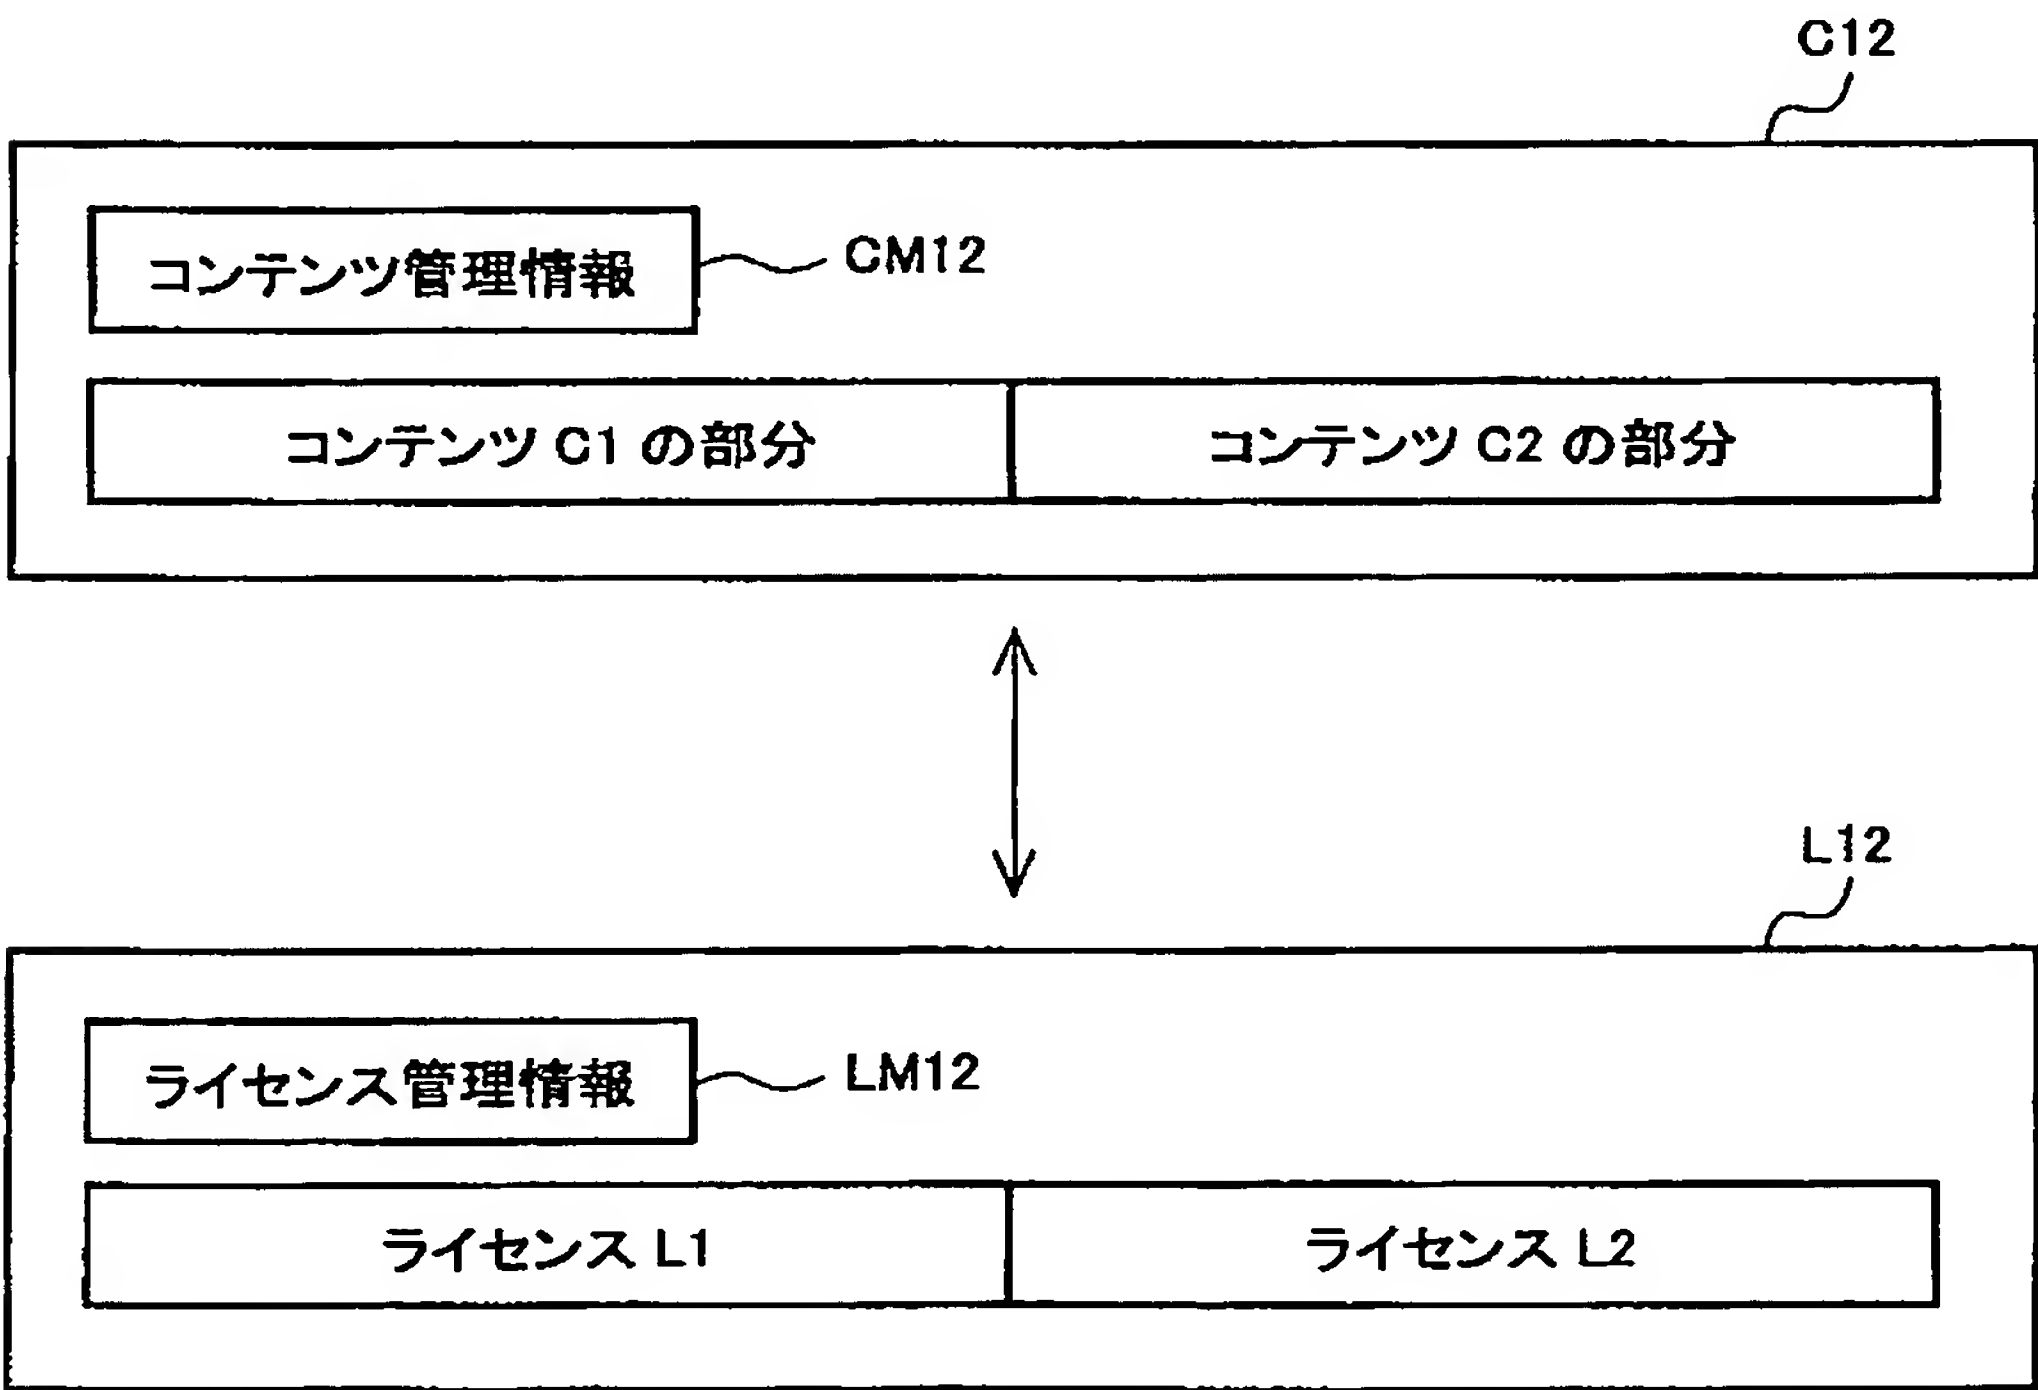 C12
コンテンツ管理情報
CM12
コンテンツ C1 の部分
コンテンツ C2 の部分
L12
ライセンス管理情報
LM12
ライセンス L1
ライセンス L2